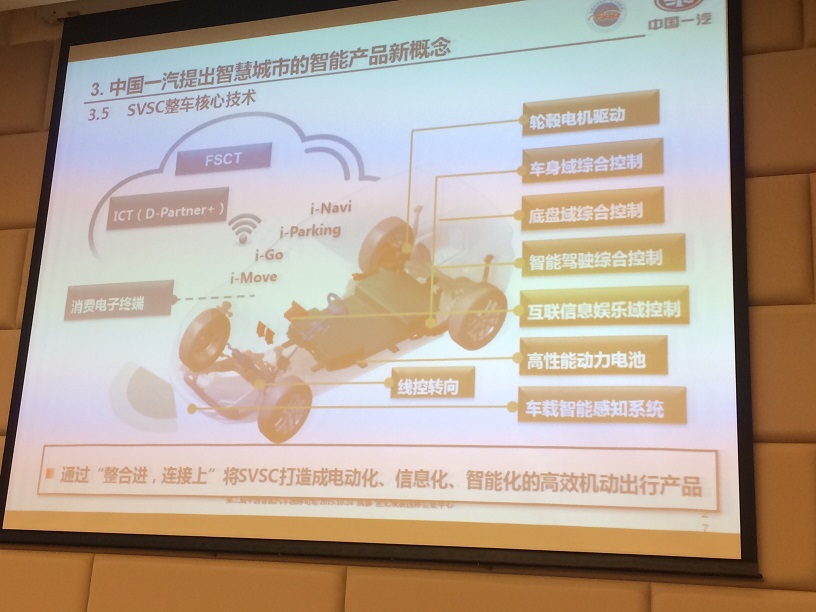 中国一汽
3. 中国一汽提出智慧城市的智能产品新概念
3.5 SVSC整车核心技术
FSCT
ICT（D-Partner+）
i-Navi
i-Parking
i-Go
i-Move
消费电子终端
轮毂电机驱动
车身域综合控制
底盘域综合控制
智能驾驶综合控制
互联信息娱乐域控制
高性能动力电池
线控转向
车载智能感知系统
通过“整合进，连接上”将SVSC打造成电动化、信息化、智能化的高效机动出行产品